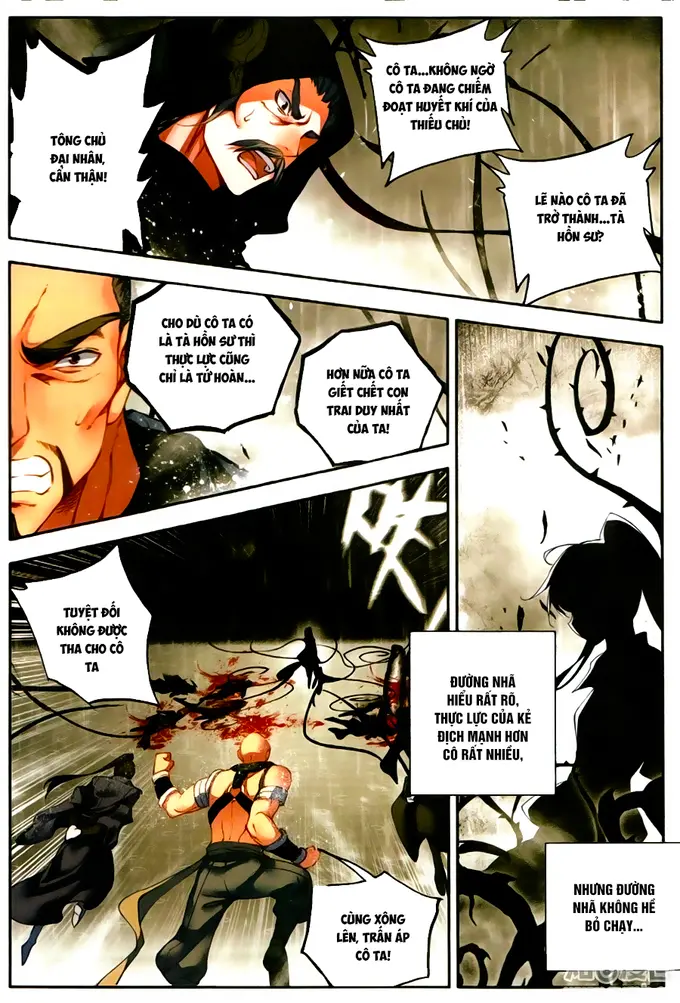 TÔNG CHỦ
ĐẠI NHÂN,
CẨN THẬN!
CÔ TA...KHÔNG NGỜ
CÔ TA ĐANG CHIẾM
ĐOẠT HUYẾT KHÍ CỦA
THIẾU CHỦ!
LẼ NÀO CÔ TA ĐÃ
TRỞ THÀNH...TÀ
HỒN SƯ?
CHO DÙ CÔ TA CÓ
LÀ TÀ HỒN SƯ THÌ
THỰC LỰC CŨNG
CHỈ LÀ TỨ HOÀN...
HƠN NỮA CÔ TA
GIẾT CHẾT CON
TRAI DUY NHẤT
CỦA TA!
TUYỆT ĐỐI
KHÔNG ĐƯỢC
THA CHO CÔ
TA
ĐƯỜNG NHÃ
HIỂU RẤT RÕ,
THỰC LỰC CỦA KẺ
ĐỊCH MẠNH HƠN
CÔ RẤT NHIỀU,
CÙNG XÔNG
LÊN, TRẤN ÁP
CÔ TA!
NHƯNG ĐƯỜNG
NHÃ KHÔNG HỀ
BỎ CHẠY...